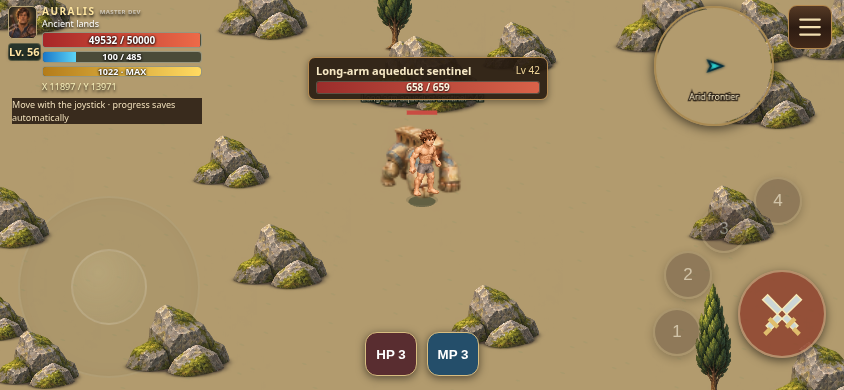 AURALIS MASTER DEV
Ancient lands
49532 / 50000
Lv. 56
100 / 485
1022 · MAX
X 11897 / Y 13971
Move with the joystick · progress saves
automatically
Long-arm aqueduct sentinel Lv 42
658 / 659
Arid frontier
4
3
2
1
HP 3
MP 3